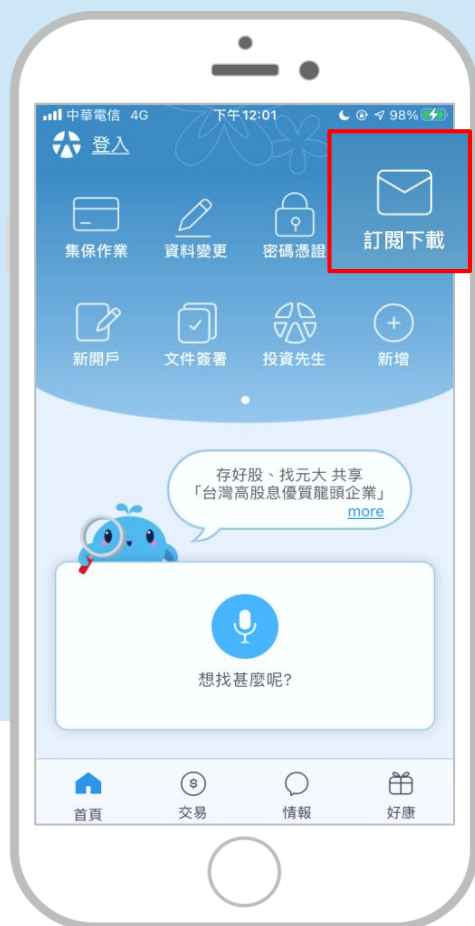 中華電信 4G 下午12:01 98%
登入
集保作業 資料變更 密碼憑證 訂閱下載
新開戶 文件簽署 投資先生 新增
存好股、找元大 共享
「台灣高股息優質龍頭企業」
more
想找甚麼呢?
首頁 交易 情報 好康